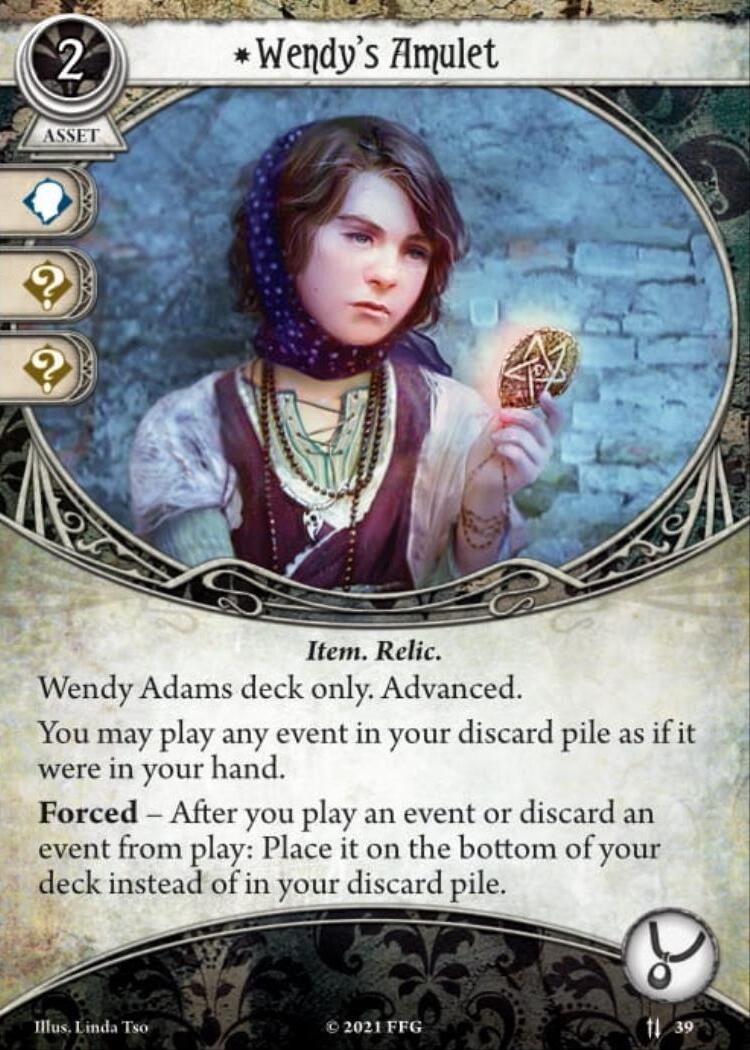 2
*Wendy's Amulet
ASSET
?
?
Item. Relic.
Wendy Adams deck only. Advanced.
You may play any event in your discard pile as if it
were in your hand.
Forced – After you play an event or discard an
event from play: Place it on the bottom of your
deck instead of in your discard pile.
Illus. Linda Tso
© 2021 FFG
39